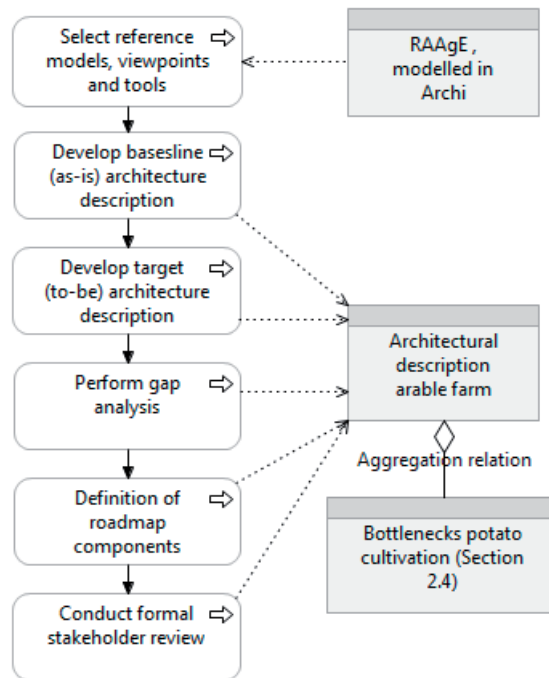 Select reference
models, viewpoints
and tools
RAAgE ,
modelled in
Archi
Develop basesline
(as-is) architecture
description
Develop target
(to-be) architecture
description
Architectural
description
arable farm
Perform gap
analysis
Aggregation relation
Definition of
roadmap
components
Bottlenecks potato
cultivation (Section
2.4)
Conduct formal
stakeholder review